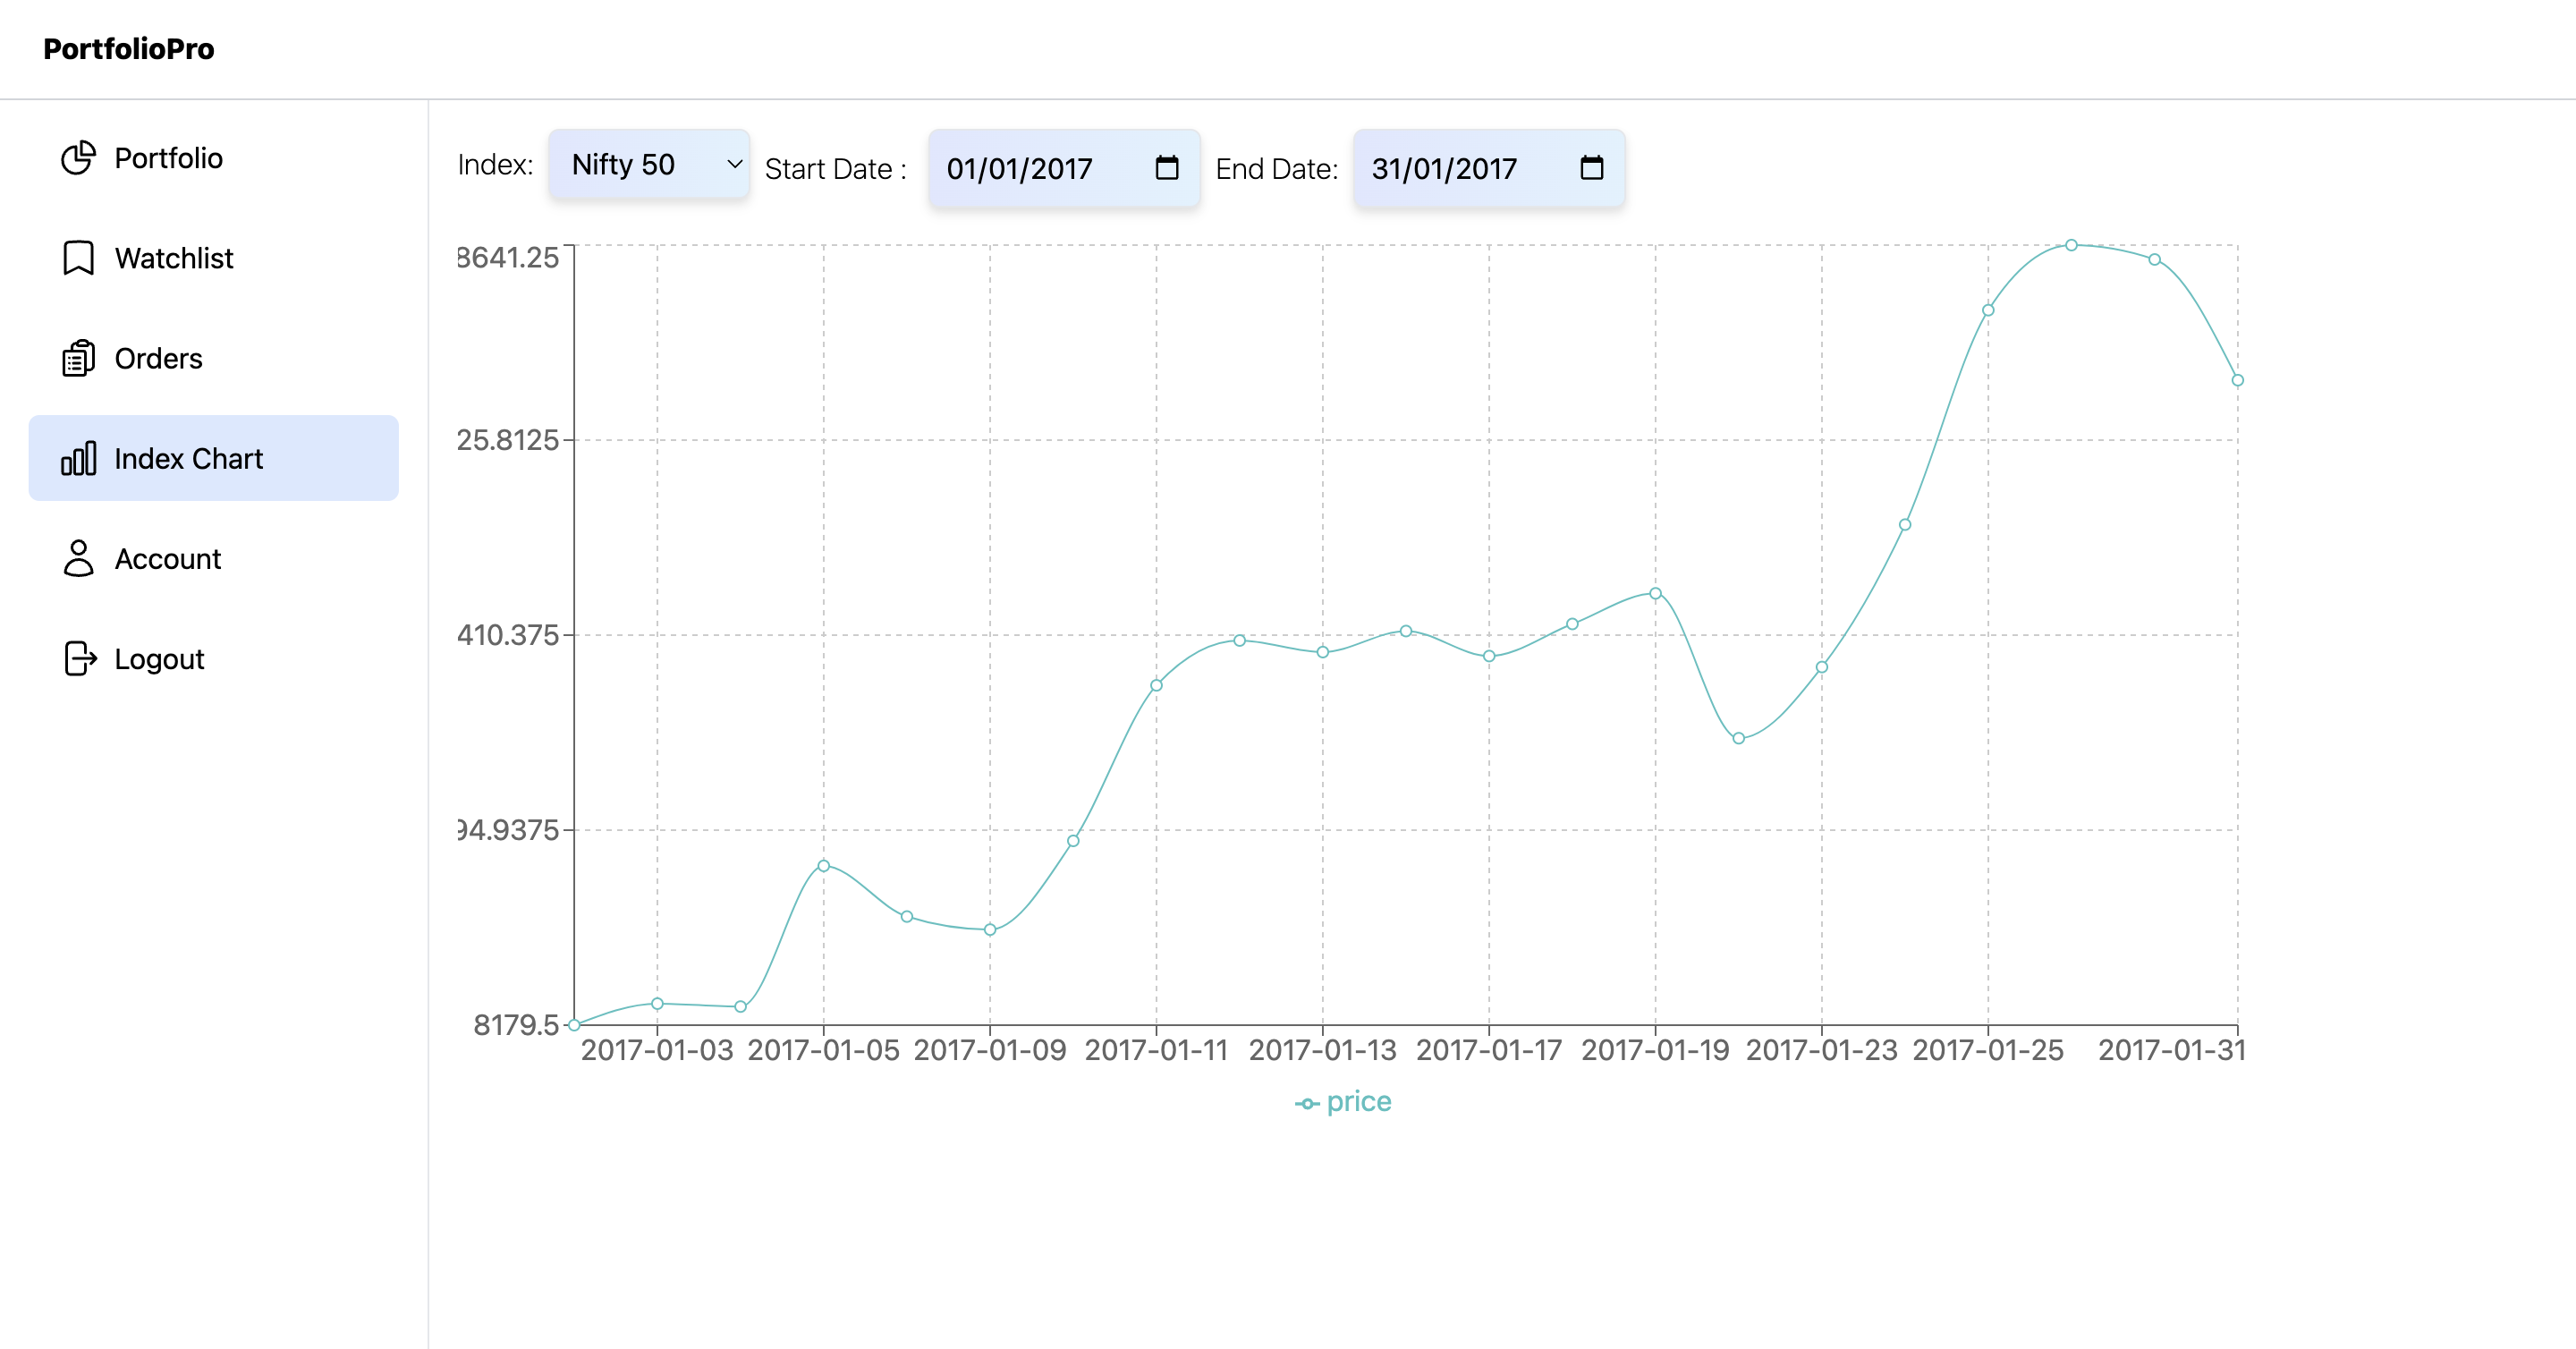 PortfolioPro
Portfolio
Watchlist
Orders
Index Chart
Account
Logout
Index: Nifty 50 Start Date : 01/01/2017 End Date: 31/01/2017
8641.25
25.8125
410.375
94.9375
8179.5
2017-01-03 2017-01-05 2017-01-09 2017-01-11 2017-01-13 2017-01-17 2017-01-19 2017-01-23 2017-01-25 2017-01-31
price